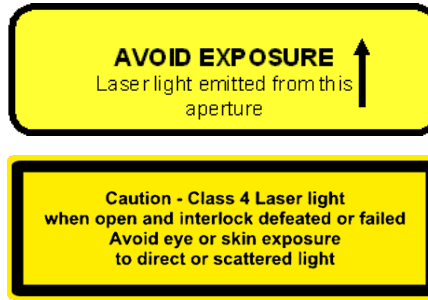 AVOID EXPOSURE
Laser light emitted from this
aperture
Caution - Class 4 Laser light
when open and interlock defeated or failed
Avoid eye or skin exposure
to direct or scattered light